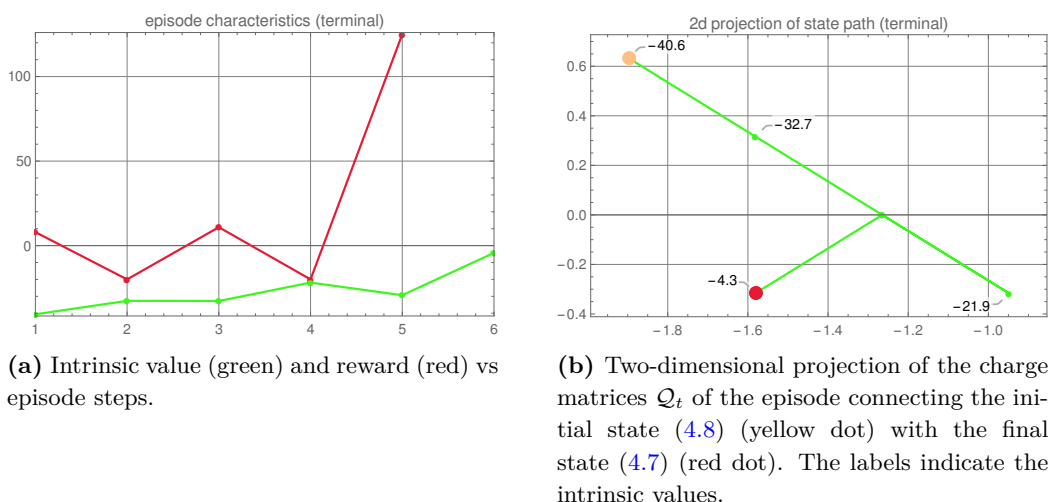 episode characteristics (terminal)
100
50
0
1 2 3 4 5 6
(a) Intrinsic value (green) and reward (red) vs
episode steps.
2d projection of state path (terminal)
0.6
0.4
0.2
0.0
−0.2
−0.4
−40.6
−32.7
−4.3
−21.9
−1.8 −1.6 −1.4 −1.2 −1.0
(b) Two-dimensional projection of the charge
matrices 𝒬ₜ of the episode connecting the ini-
tial state (4.8) (yellow dot) with the final
state (4.7) (red dot). The labels indicate the
intrinsic values.